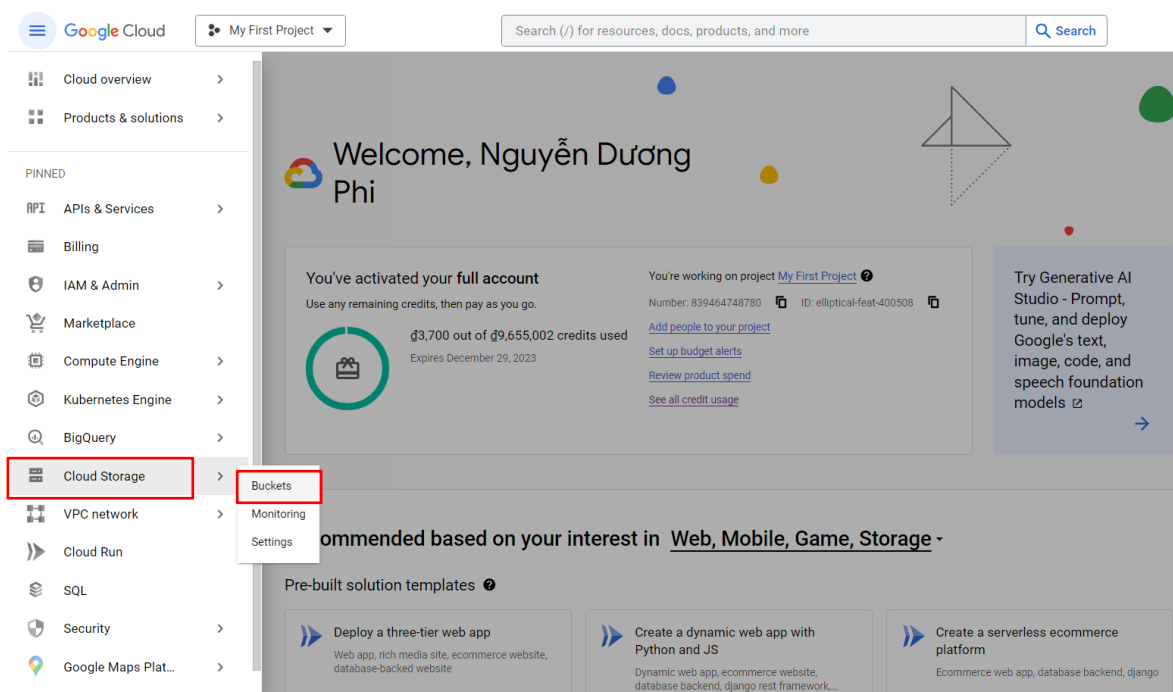 Google Cloud
My First Project
Search (/) for resources, docs, products, and more
Search
Cloud overview
Products & solutions
PINNED
API APIs & Services
Billing
IAM & Admin
Marketplace
Compute Engine
Kubernetes Engine
BigQuery
Cloud Storage
VPC network
Cloud Run
SQL
Security
Google Maps Plat...
Buckets
Monitoring
Settings
Welcome, Nguyễn Dương
Phi
You've activated your full account
Use any remaining credits, then pay as you go.
₫3,700 out of ₫9,655,002 credits used
Expires December 29, 2023
You're working on project My First Project
Number: 839464748780 ID: elliptical-feat-400508
Add people to your project
Set up budget alerts
Review product spend
See all credit usage
Try Generative AI
Studio - Prompt,
tune, and deploy
Google's text,
image, code, and
speech foundation
models
ommended based on your interest in Web, Mobile, Game, Storage
Pre-built solution templates
Deploy a three-tier web app
Web app, rich media site, ecommerce website,
database-backed website
Create a dynamic web app with
Python and JS
Dynamic web app, ecommerce website,
database backend, django rest framework,...
Create a serverless ecommerce
platform
Ecommerce web app, database backend, django